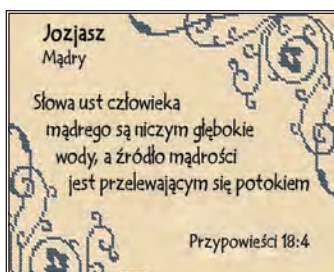 Jozjasz
Mądry
Słowa ust człowieka
mądrego są niczym głębokie
wody, a źródło mądrości
jest przelewającym się potokiem
Przypowieści 18:4